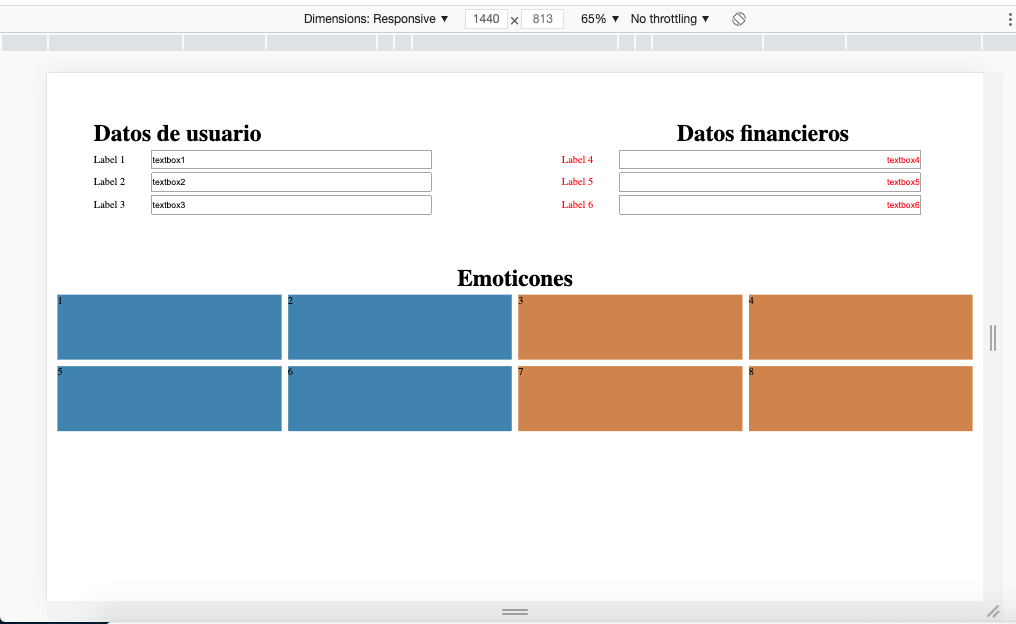 Dimensions: Responsive ▼ 1440 × 813 65% ▼ No throttling ▼
Datos de usuario
Label 1 textbox1
Label 2 textbox2
Label 3 textbox3
Datos financieros
Label 4 textbox4
Label 5 textbox5
Label 6 textbox6
Emoticones
1 2 3 4
5 6 7 8